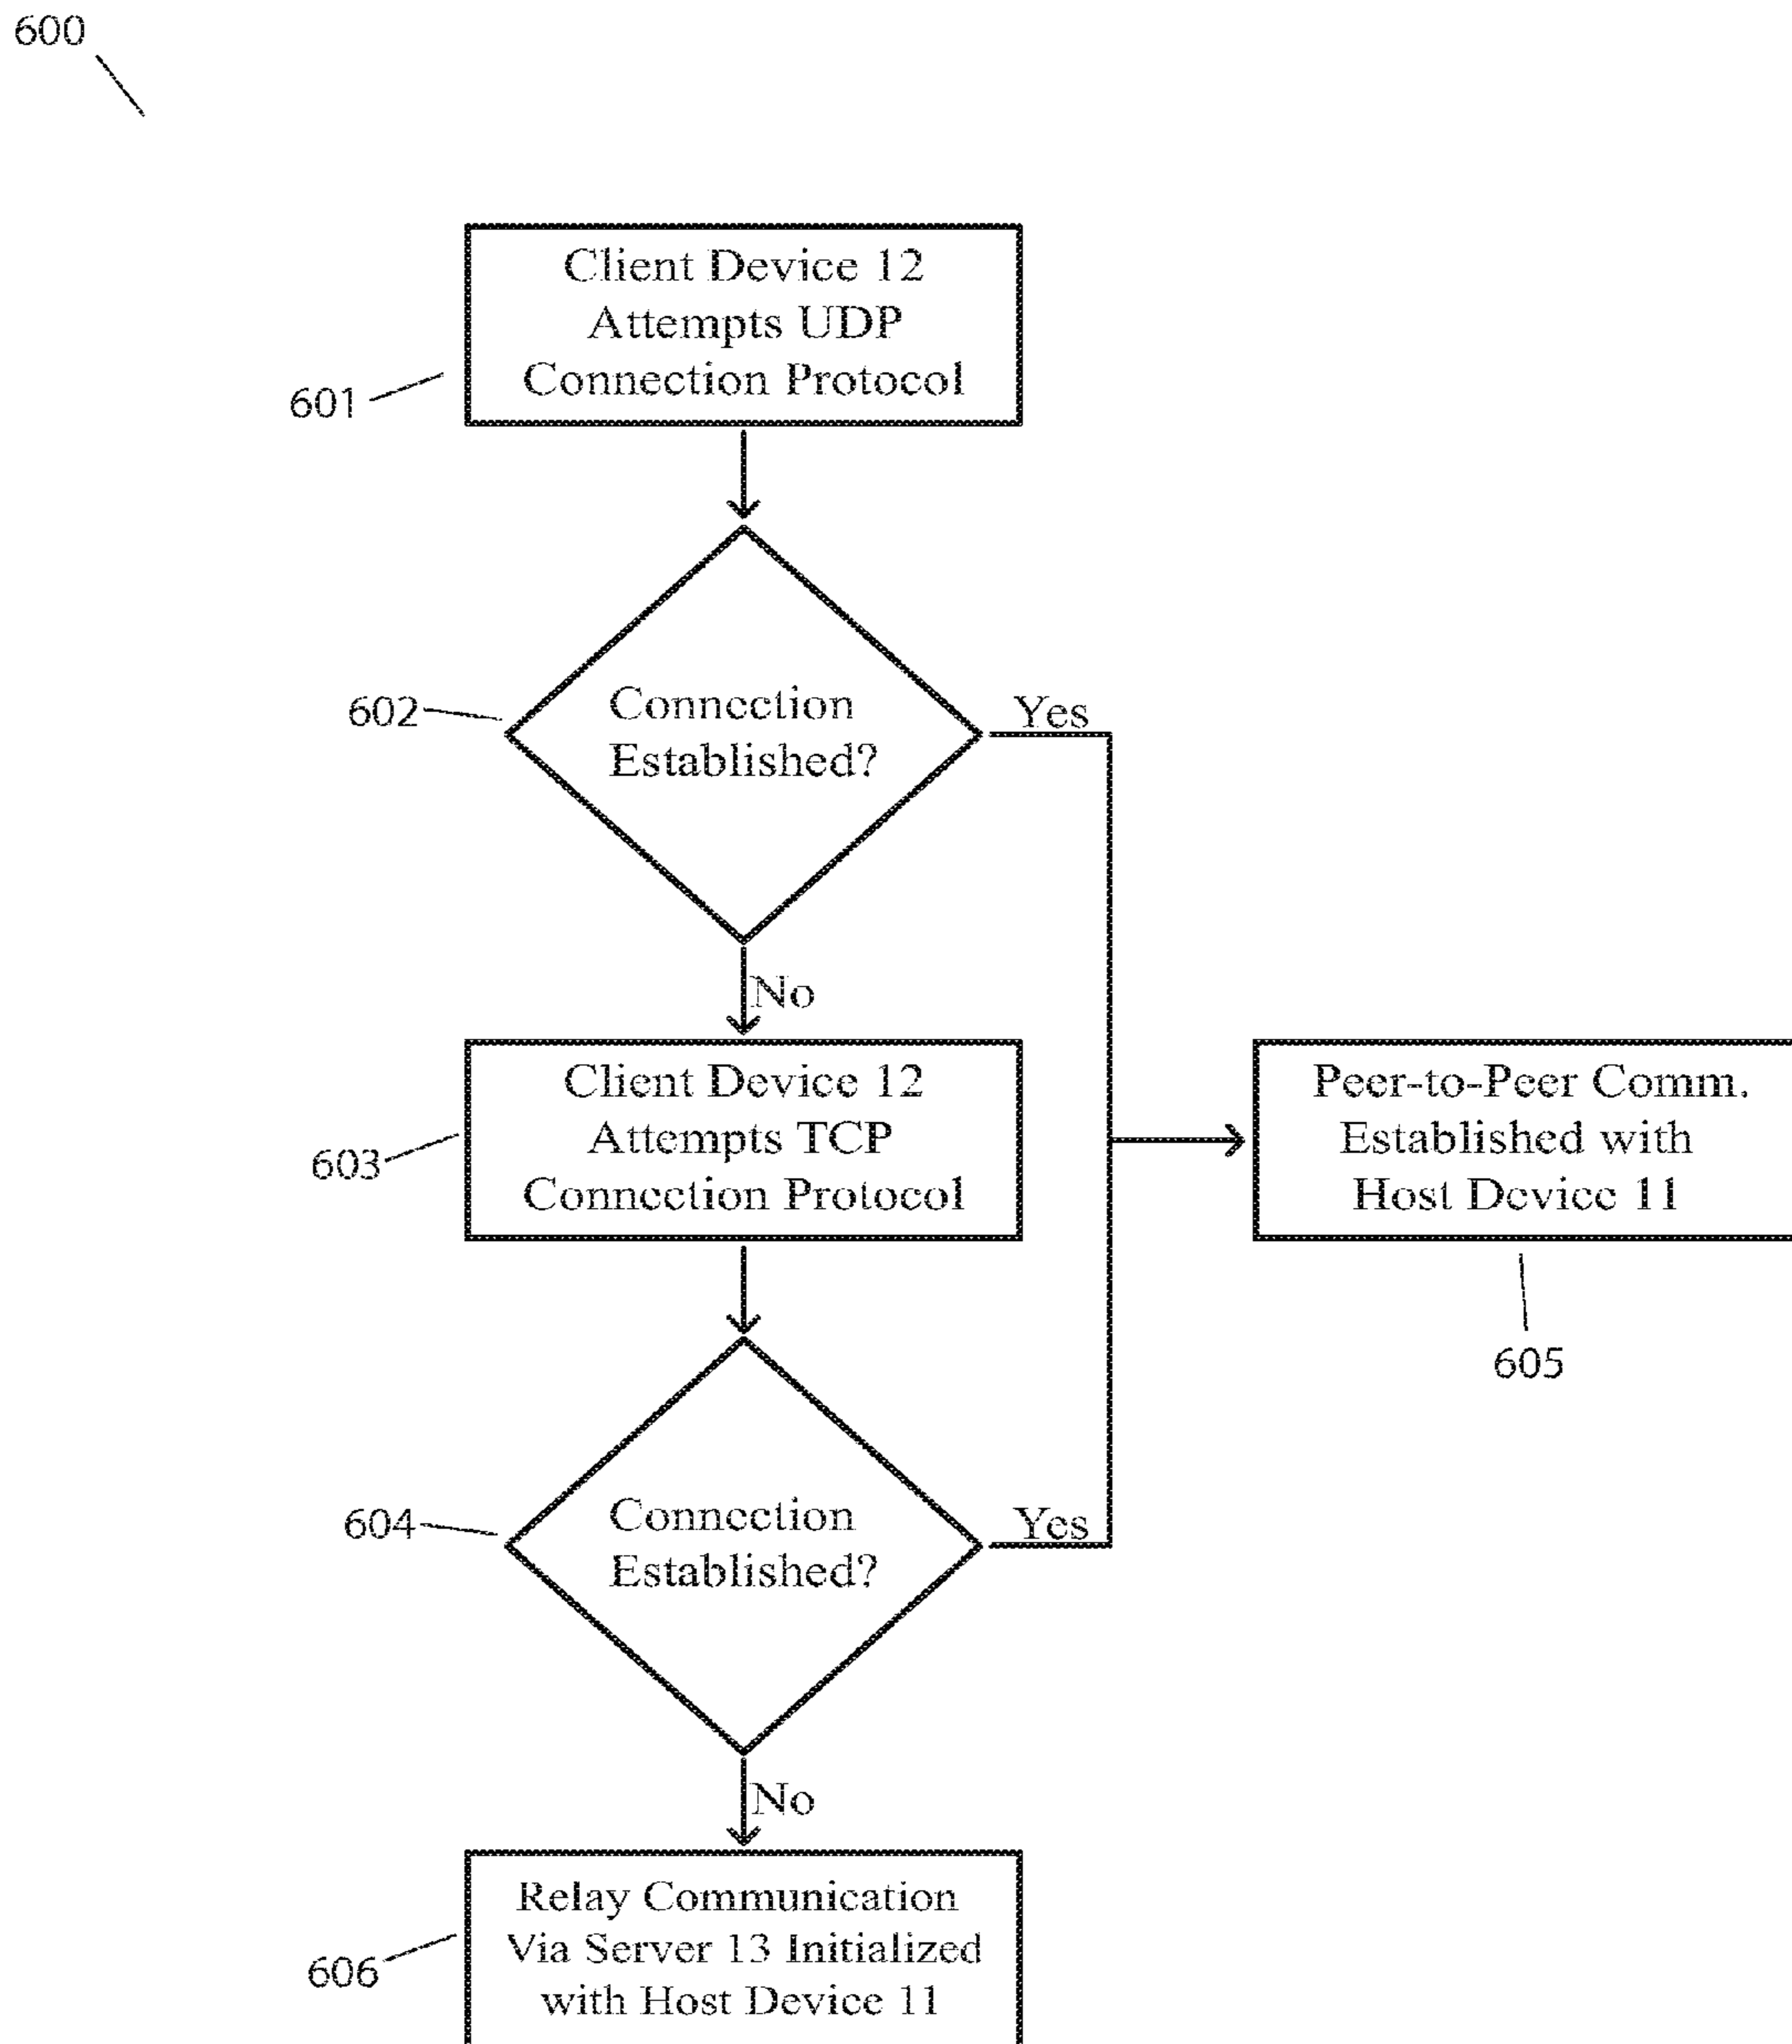 600
Client Device 12
Attempts UDP
Connection Protocol
601
602
Connection
Established?
Yes
No
Client Device 12
Attempts TCP
Connection Protocol
603
Peer-to-Peer Comm.
Established with
Host Device 11
605
604
Connection
Established?
Yes
No
Relay Communication
Via Server 13 Initialized
with Host Device 11
606